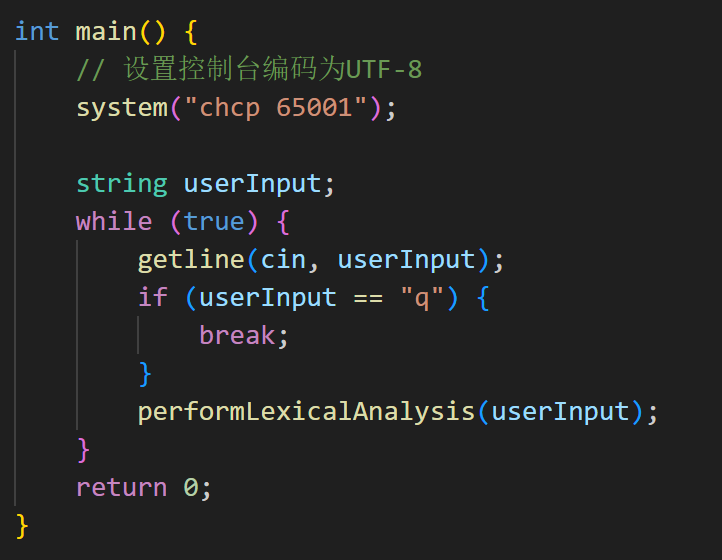 int main() {
    // 设置控制台编码为UTF-8
    system("chcp 65001");

    string userInput;
    while (true) {
        getline(cin, userInput);
        if (userInput == "q") {
            break;
        }
        performLexicalAnalysis(userInput);
    }
    return 0;
}